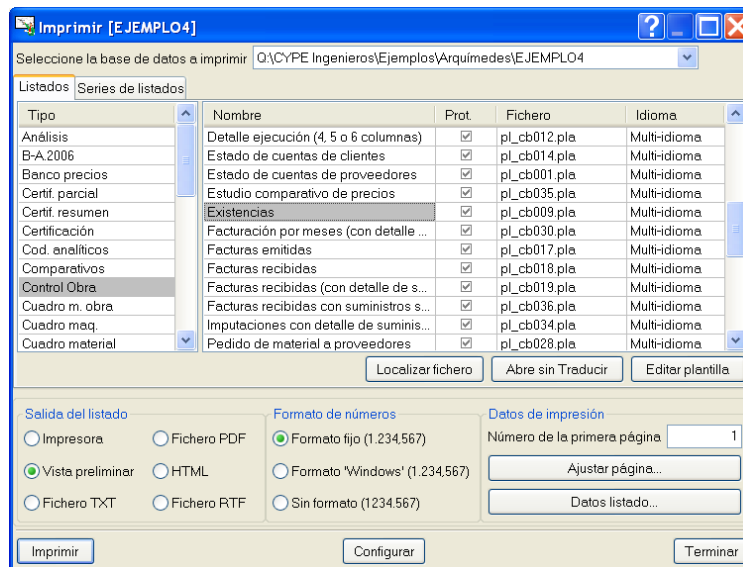 Imprimir [EJEMPLO4]
Seleccione la base de datos a imprimir Q:\CYPE Ingenieros\Ejemplos\Arquímedes\EJEMPLO4
Listados Series de listados
Tipo Nombre Prot. Fichero Idioma
Análisis Detalle ejecución (4, 5 o 6 columnas) pl_cb012.pla Multi-idioma
B-A.2006 Estado de cuentas de clientes pl_cb014.pla Multi-idioma
Banco precios Estado de cuentas de proveedores pl_cb001.pla Multi-idioma
Certif. parcial Estudio comparativo de precios pl_cb035.pla Multi-idioma
Certif. resumen Existencias pl_cb009.pla Multi-idioma
Certificación Facturación por meses (con detalle ... pl_cb030.pla Multi-idioma
Cod. analíticos Facturas emitidas pl_cb017.pla Multi-idioma
Comparativos Facturas recibidas pl_cb018.pla Multi-idioma
Control Obra Facturas recibidas (con detalle de s... pl_cb019.pla Multi-idioma
Cuadro m. obra Facturas recibidas con suministros s... pl_cb036.pla Multi-idioma
Cuadro maq. Imputaciones con detalle de suminis... pl_cb034.pla Multi-idioma
Cuadro material Pedido de material a proveedores pl_cb028.pla Multi-idioma
Localizar fichero Abre sin Traducir Editar plantilla
Salida del listado Formato de números Datos de impresión
Impresora Fichero PDF Formato fijo (1.234,567) Número de la primera página 1
Vista preliminar HTML Formato 'Windows' (1.234,567) Ajustar página...
Fichero TXT Fichero RTF Sin formato (1234.567) Datos listado...
Imprimir Configurar Terminar